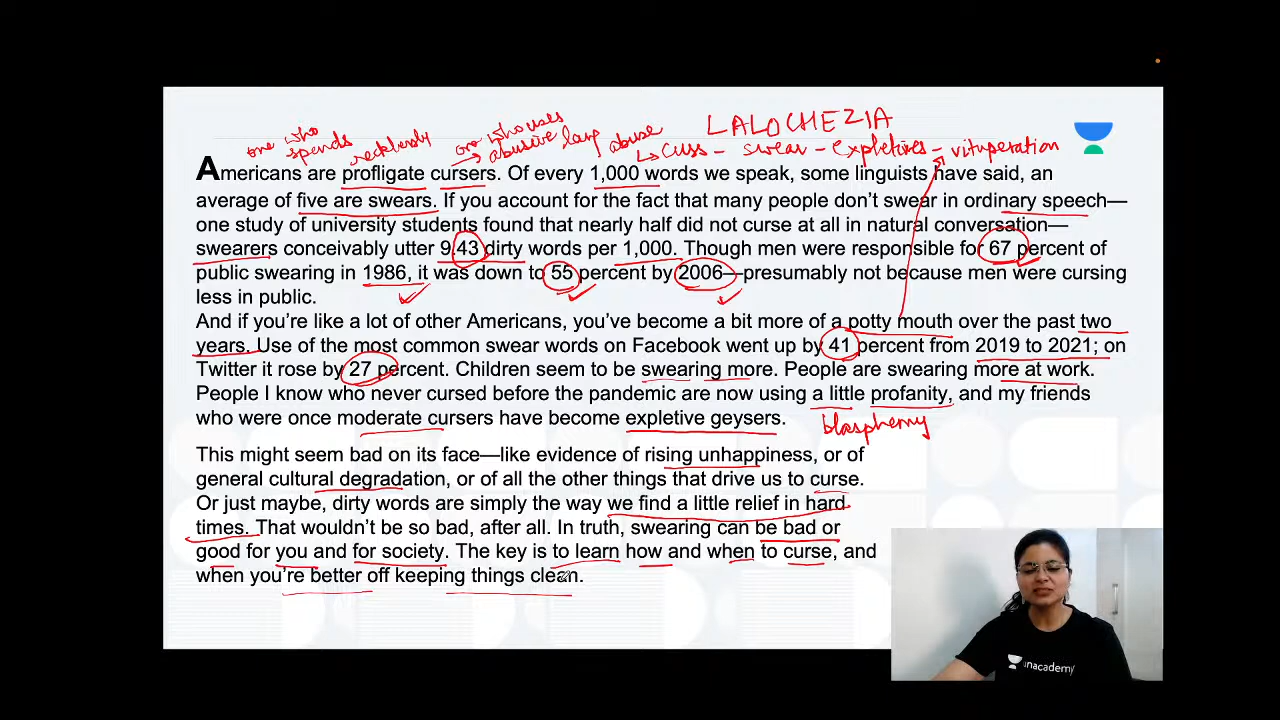 LALOCHEZIA
one who spends recklessly
one who uses abusive lang
abuse
cuss - swear - expletives - vituperation
Americans are profligate cursers. Of every 1,000 words we speak, some linguists have said, an
average of five are swears. If you account for the fact that many people don’t swear in ordinary speech—
one study of university students found that nearly half did not curse at all in natural conversation—
swearers conceivably utter 9.43 dirty words per 1,000. Though men were responsible for 67 percent of
public swearing in 1986, it was down to 55 percent by 2006—presumably not because men were cursing
less in public.
And if you’re like a lot of other Americans, you’ve become a bit more of a potty mouth over the past two
years. Use of the most common swear words on Facebook went up by 41 percent from 2019 to 2021; on
Twitter it rose by 27 percent. Children seem to be swearing more. People are swearing more at work.
People I know who never cursed before the pandemic are now using a little profanity, and my friends
who were once moderate cursers have become expletive geysers.
blasphemy
This might seem bad on its face—like evidence of rising unhappiness, or of
general cultural degradation, or of all the other things that drive us to curse.
Or just maybe, dirty words are simply the way we find a little relief in hard
times. That wouldn’t be so bad, after all. In truth, swearing can be bad or
good for you and for society. The key is to learn how and when to curse, and
when you’re better off keeping things clean.
unacademy